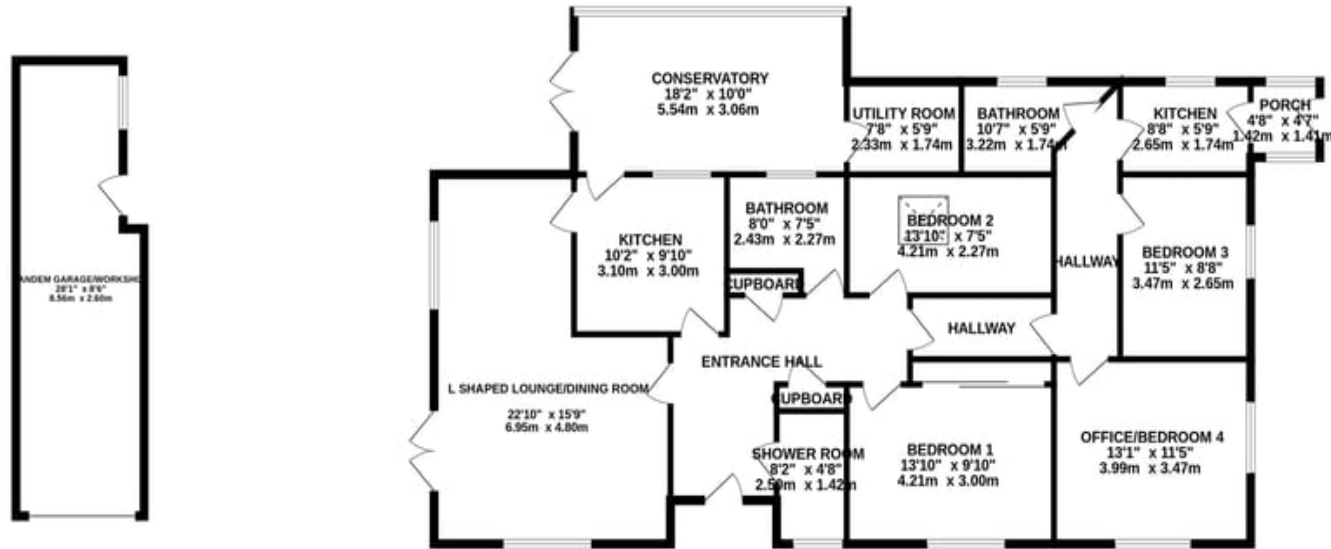 CONSERVATORY
18'2" x 10'0"
5.54m x 3.06m
UTILITY ROOM
7'8" x 5'9"
2.33m x 1.74m
BATHROOM
10'7" x 5'9"
3.22m x 1.74m
KITCHEN
8'8" x 5'9"
2.65m x 1.74m
PORCH
4'8" x 4'7"
1.42m x 1.41m
KITCHEN
10'2" x 9'10"
3.10m x 3.00m
BATHROOM
8'0" x 7'5"
2.43m x 2.27m
CUPBOARD
BEDROOM 2
13'10" x 7'5"
4.21m x 2.27m
HALLWAY
BEDROOM 3
11'5" x 8'8"
3.47m x 2.65m
ANDEM GARAGE/WORKSHO
28'1" x 8'6"
8.56m x 2.60m
HALLWAY
ENTRANCE HALL
L SHAPED LOUNGE/DINING ROOM
22'10" x 15'9"
6.95m x 4.80m
CUPBOARD
SHOWER ROOM
8'2" x 4'8"
2.50m x 1.42m
BEDROOM 1
13'10" x 9'10"
4.21m x 3.00m
OFFICE/BEDROOM 4
13'1" x 11'5"
3.99m x 3.47m